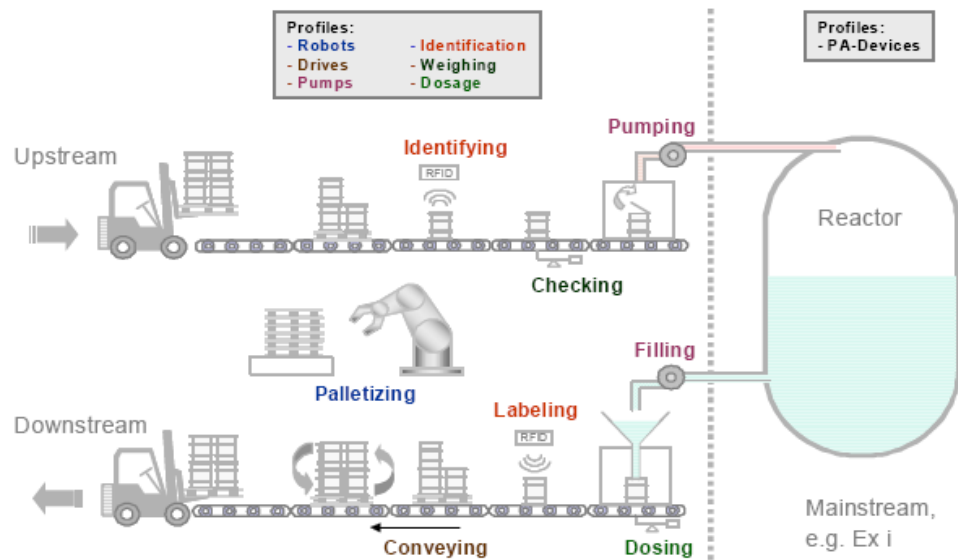 Profiles:
- Robots - Identification
- Drives - Weighing
- Pumps - Dosage
Profiles:
- PA-Devices
Pumping
Upstream
Identifying
RFID
Reactor
Checking
Filling
Palletizing
Labeling
Downstream
RFID
Mainstream,
e.g. Ex i
Conveying
Dosing